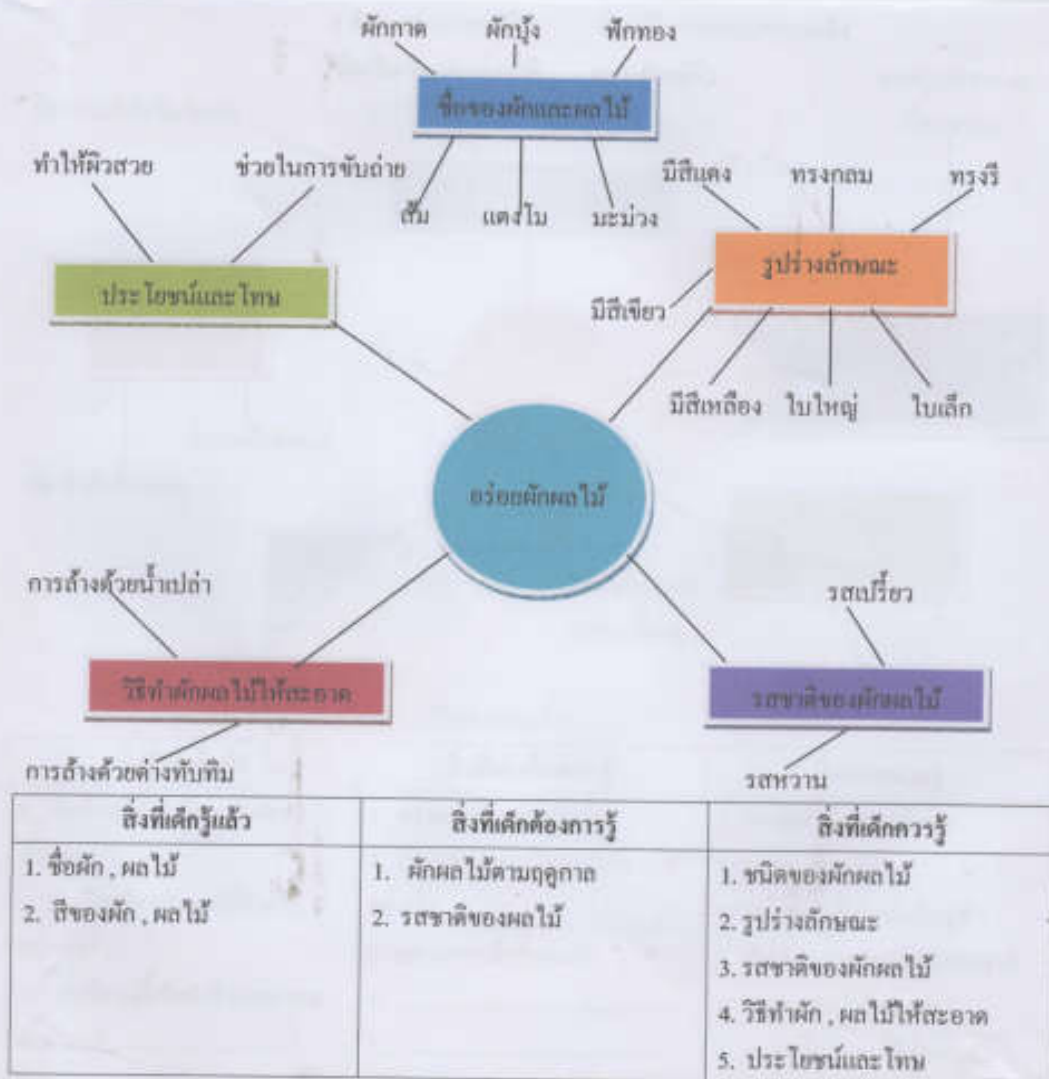 ผักกาด ผักบุ้ง ฟักทอง
ชื่อของผักและผลไม้
ส้ม แตงโม มะม่วง
ทำให้ผิวสวย ช่วยในการขับถ่าย
ประโยชน์และโทษ
มีสีแดง ทรงกลม ทรงรี
รูปร่างลักษณะ
มีสีเขียว
มีสีเหลือง ใบใหญ่ ใบเล็ก
อร่อยผักผลไม้
การล้างด้วยน้ำเปล่า
วิธีทำผักผลไม้ให้สะอาด
การล้างด้วยด่างทับทิม
รสเปรี้ยว
รสชาติของผักผลไม้
รสหวาน
สิ่งที่เด็กรู้แล้ว สิ่งที่เด็กต้องการรู้ สิ่งที่เด็กควรรู้
1. ชื่อผัก , ผลไม้
2. สีของผัก , ผลไม้
1. ผักผลไม้ตามฤดูกาล
2. รสชาติของผลไม้
1. ชนิดของผักผลไม้
2. รูปร่างลักษณะ
3. รสชาติของผักผลไม้
4. วิธีทำผัก , ผลไม้ให้สะอาด
5. ประโยชน์และโทษ